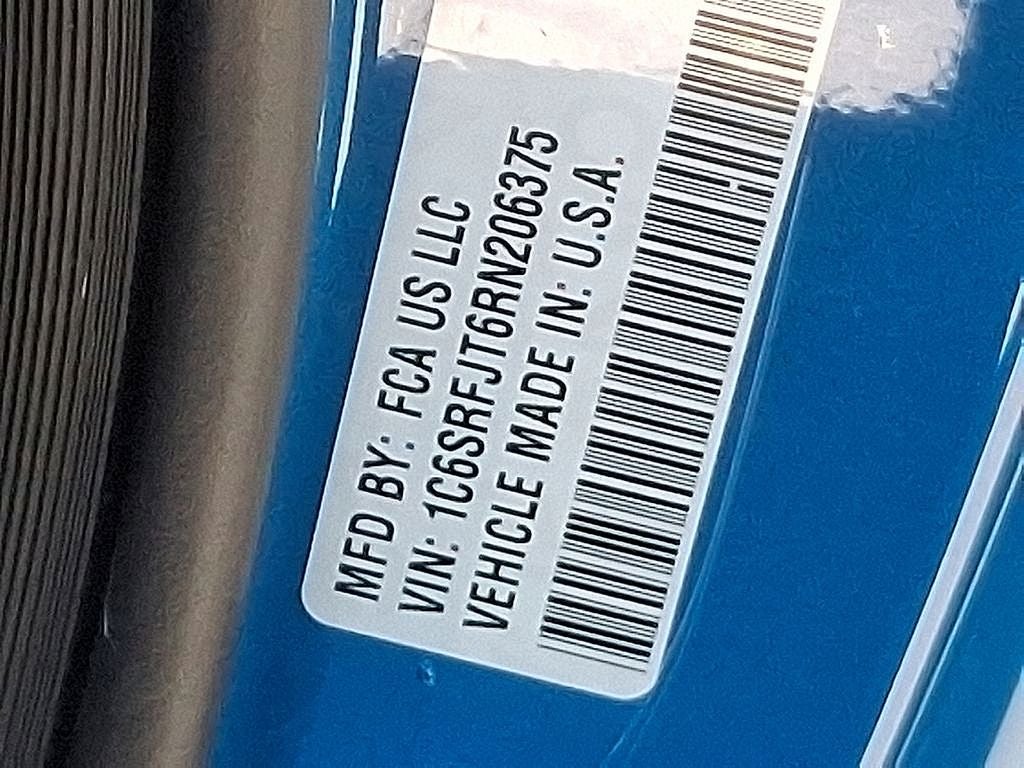 MFD BY: FCA US LLC
VIN: 1C6SRFJT6RN206375
VEHICLE MADE IN: U.S.A.